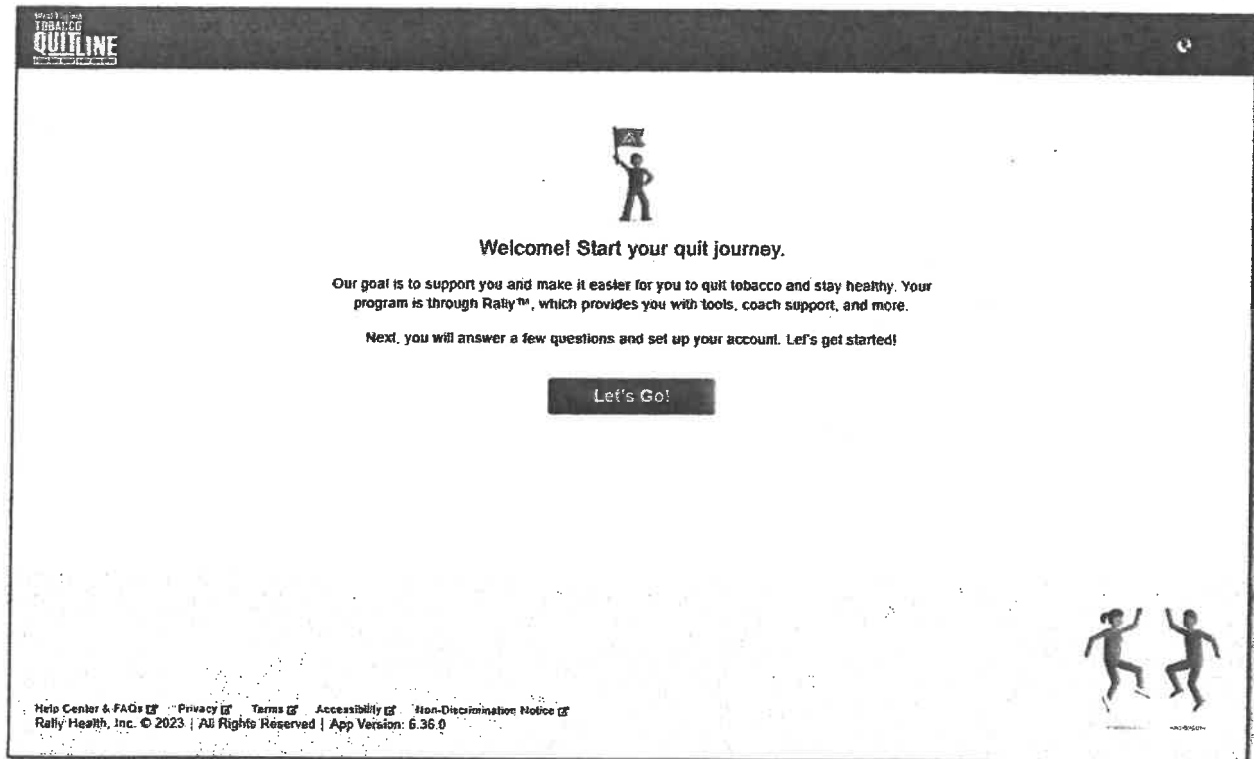 TOBACCO
QUITLINE
Welcome! Start your quit journey.
Our goal is to support you and make it easier for you to quit tobacco and stay healthy. Your
program is through Rally™, which provides you with tools, coach support, and more.
Next, you will answer a few questions and set up your account. Let's get started!
Let's Go!
Help Center & FAQs Privacy Terms Accessibility Non-Discrimination Notice
Rally Health, Inc. © 2023 | All Rights Reserved | App Version: 6.36.0